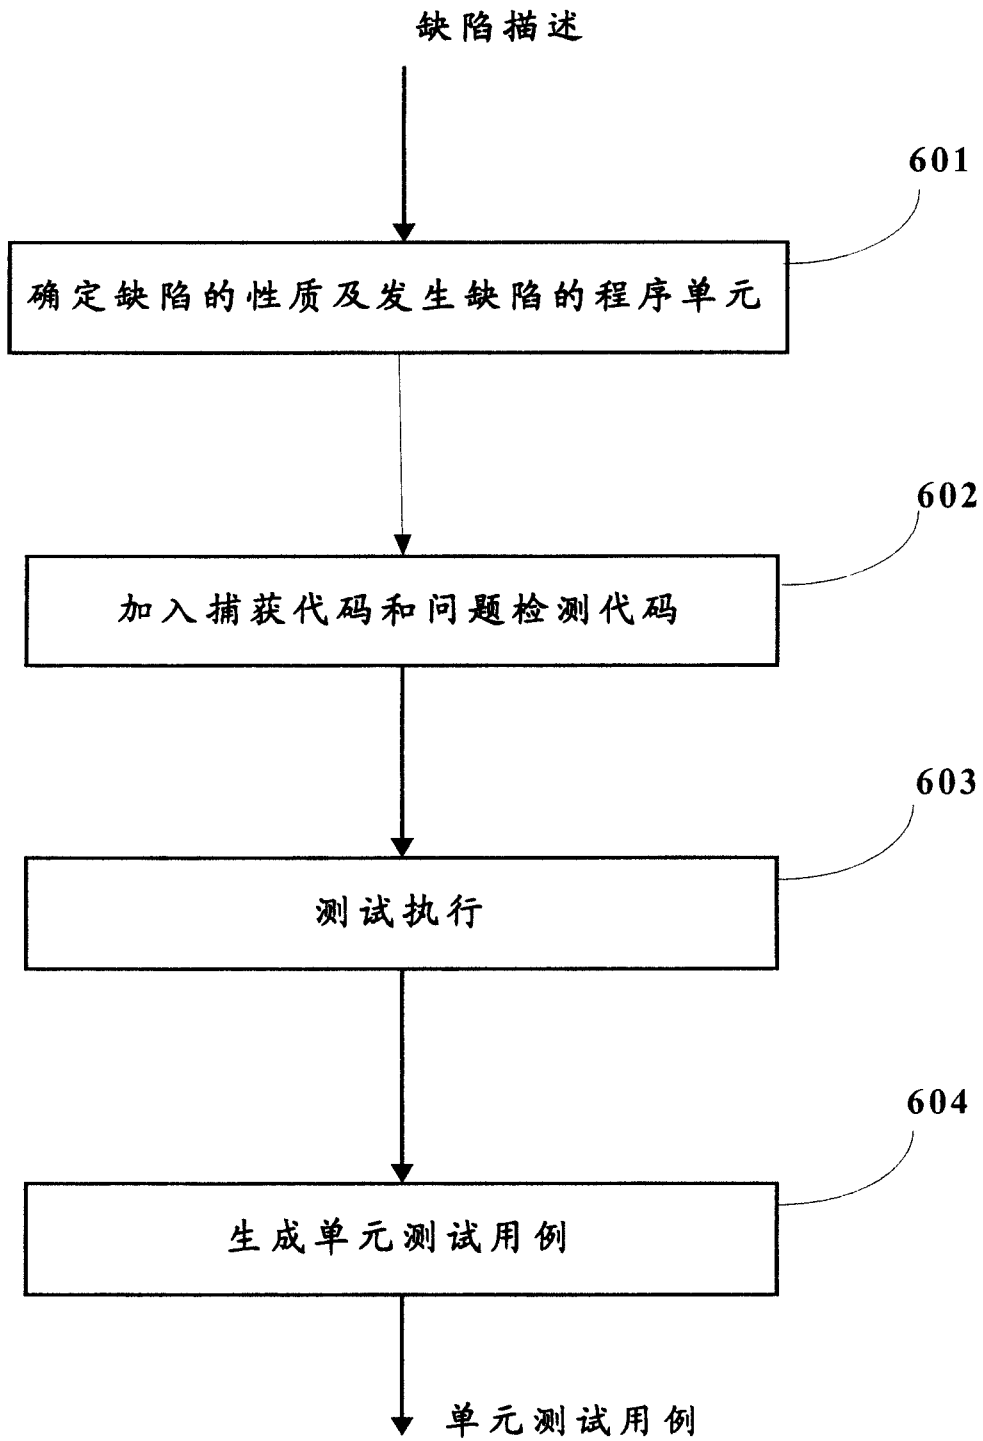 缺陷描述
601
确定缺陷的性质及发生缺陷的程序单元
602
加入捕获代码和问题检测代码
603
测试执行
604
生成单元测试用例
单元测试用例